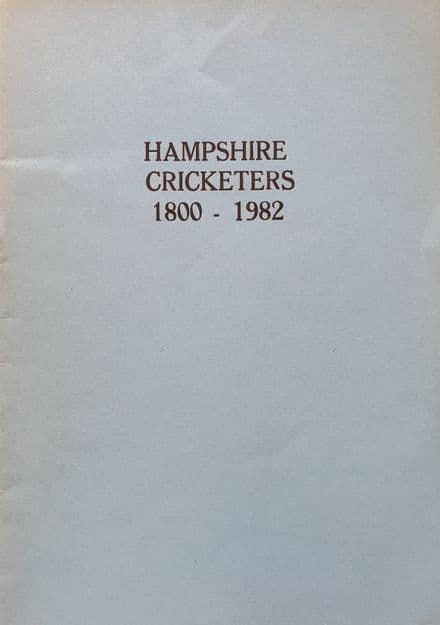 HAMPSHIRE
CRICKETERS
1800 - 1982